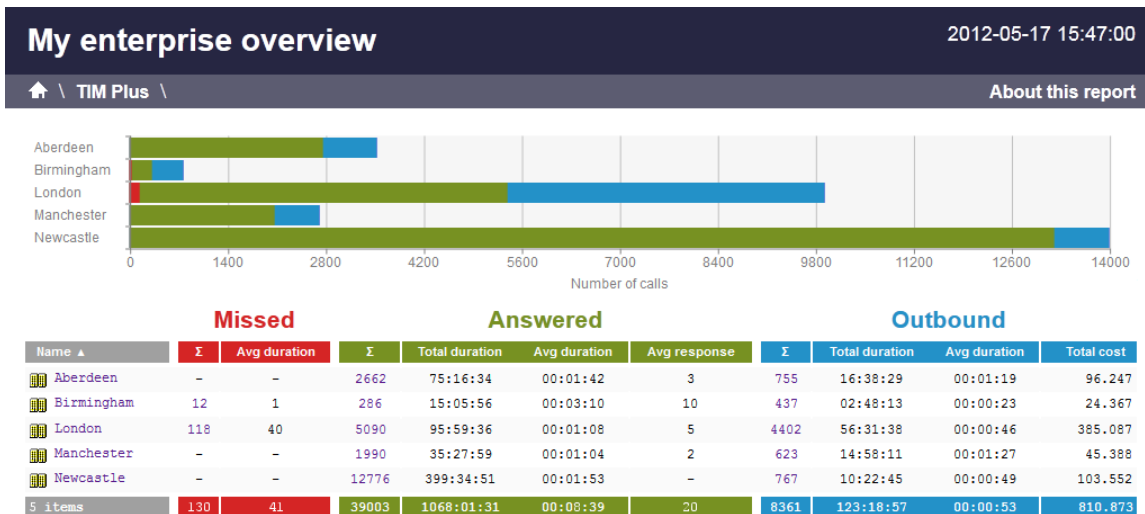 My enterprise overview 2012-05-17 15:47:00
\ TIM Plus \ About this report
Aberdeen
Birmingham
London
Manchester
Newcastle
0 1400 2800 4200 5600 7000 8400 9800 11200 12600 14000
Number of calls
Missed Answered Outbound
Name ▲ Σ Avg duration Σ Total duration Avg duration Avg response Σ Total duration Avg duration Total cost
Aberdeen – – 2662 75:16:34 00:01:42 3 755 16:38:29 00:01:19 96.247
Birmingham 12 1 286 15:05:56 00:03:10 10 437 02:48:13 00:00:23 24.367
London 118 40 5090 95:59:36 00:01:08 5 4402 56:31:38 00:00:46 385.087
Manchester – – 1990 35:27:59 00:01:04 2 623 14:58:11 00:01:27 45.388
Newcastle – – 12776 399:34:51 00:01:53 – 767 10:22:45 00:00:49 103.552
5 items 130 41 39003 1068:01:31 00:08:39 20 8361 123:18:57 00:00:53 810.873